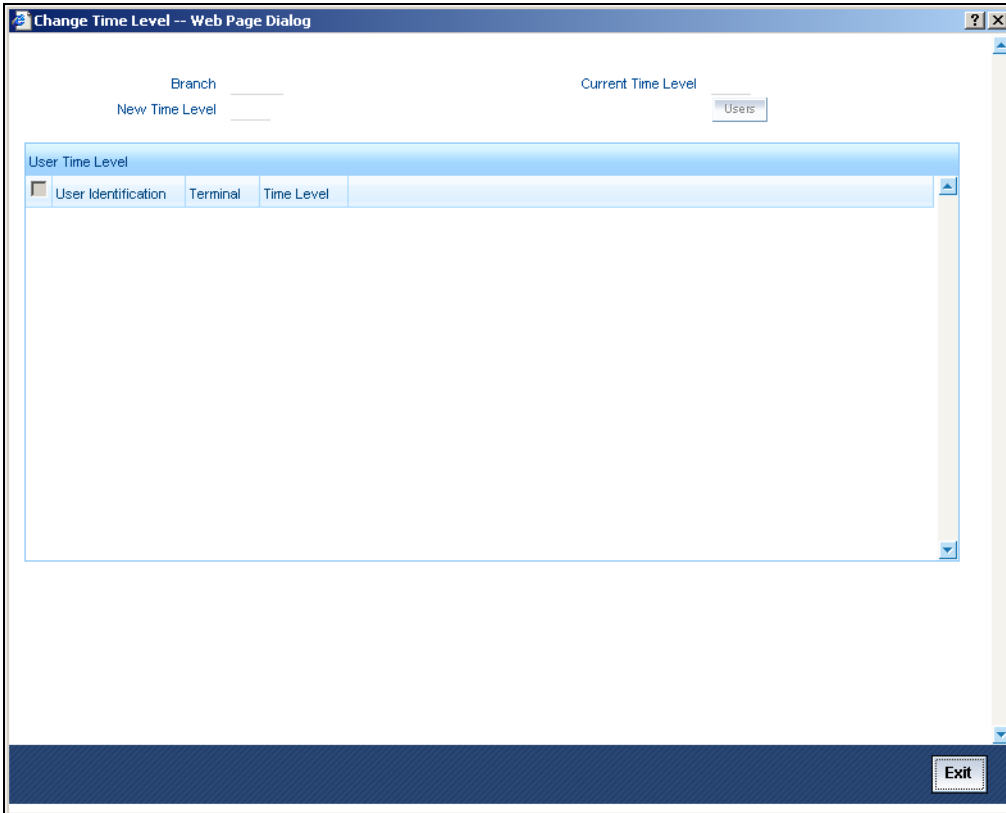 Change Time Level -- Web Page Dialog
Branch
Current Time Level
New Time Level
Users
User Time Level
User Identification Terminal Time Level
Exit